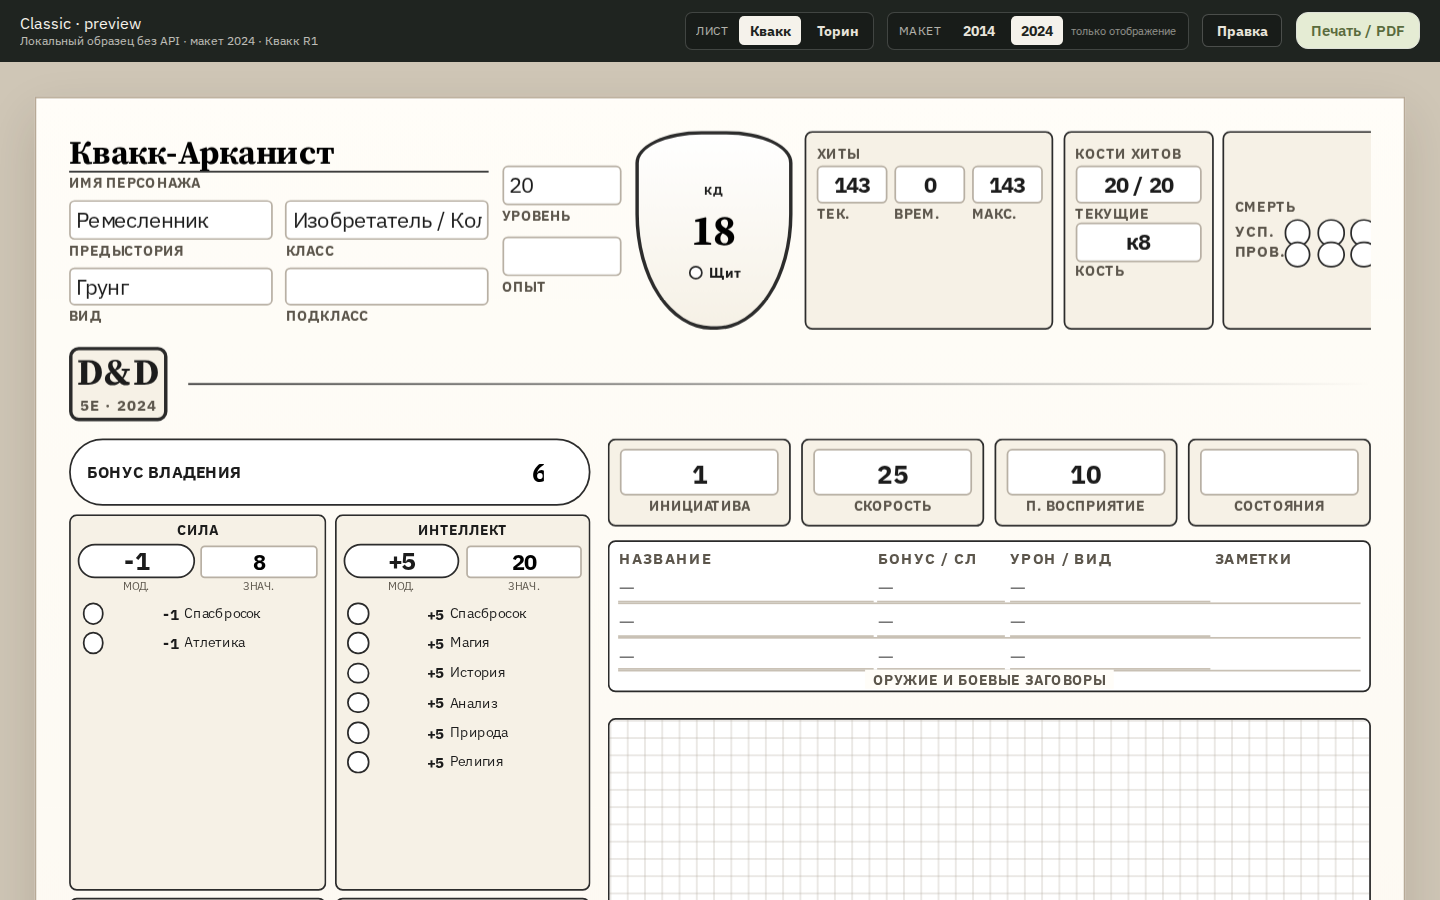 Classic · preview
Локальный образец без API · макет 2024 · Квакк R1
ЛИСТ Квакк Торин
МАКЕТ 2014 2024 только отображение
Правка
Печать / PDF
Квакк-Арканист
ИМЯ ПЕРСОНАЖА
Ремесленник
ПРЕДЫСТОРИЯ
Изобретатель / Кол
КЛАСС
Грунг
ВИД
ПОДКЛАСС
20
УРОВЕНЬ
ОПЫТ
КД
18
Щит
ХИТЫ
143 0 143
ТЕК. ВРЕМ. МАКС.
КОСТИ ХИТОВ
20 / 20
ТЕКУЩИЕ
к8
КОСТЬ
СМЕРТЬ
УСП.
ПРОВ.
D&D
5E · 2024
БОНУС ВЛАДЕНИЯ 6
СИЛА
-1 8
МОД. ЗНАЧ.
-1 Спасбросок
-1 Атлетика
ИНТЕЛЛЕКТ
+5 20
МОД. ЗНАЧ.
+5 Спасбросок
+5 Магия
+5 История
+5 Анализ
+5 Природа
+5 Религия
1
ИНИЦИАТИВА
25
СКОРОСТЬ
10
П. ВОСПРИЯТИЕ
СОСТОЯНИЯ
НАЗВАНИЕ БОНУС / СЛ УРОН / ВИД ЗАМЕТКИ
— — —
— — —
— — —
ОРУЖИЕ И БОЕВЫЕ ЗАГОВОРЫ